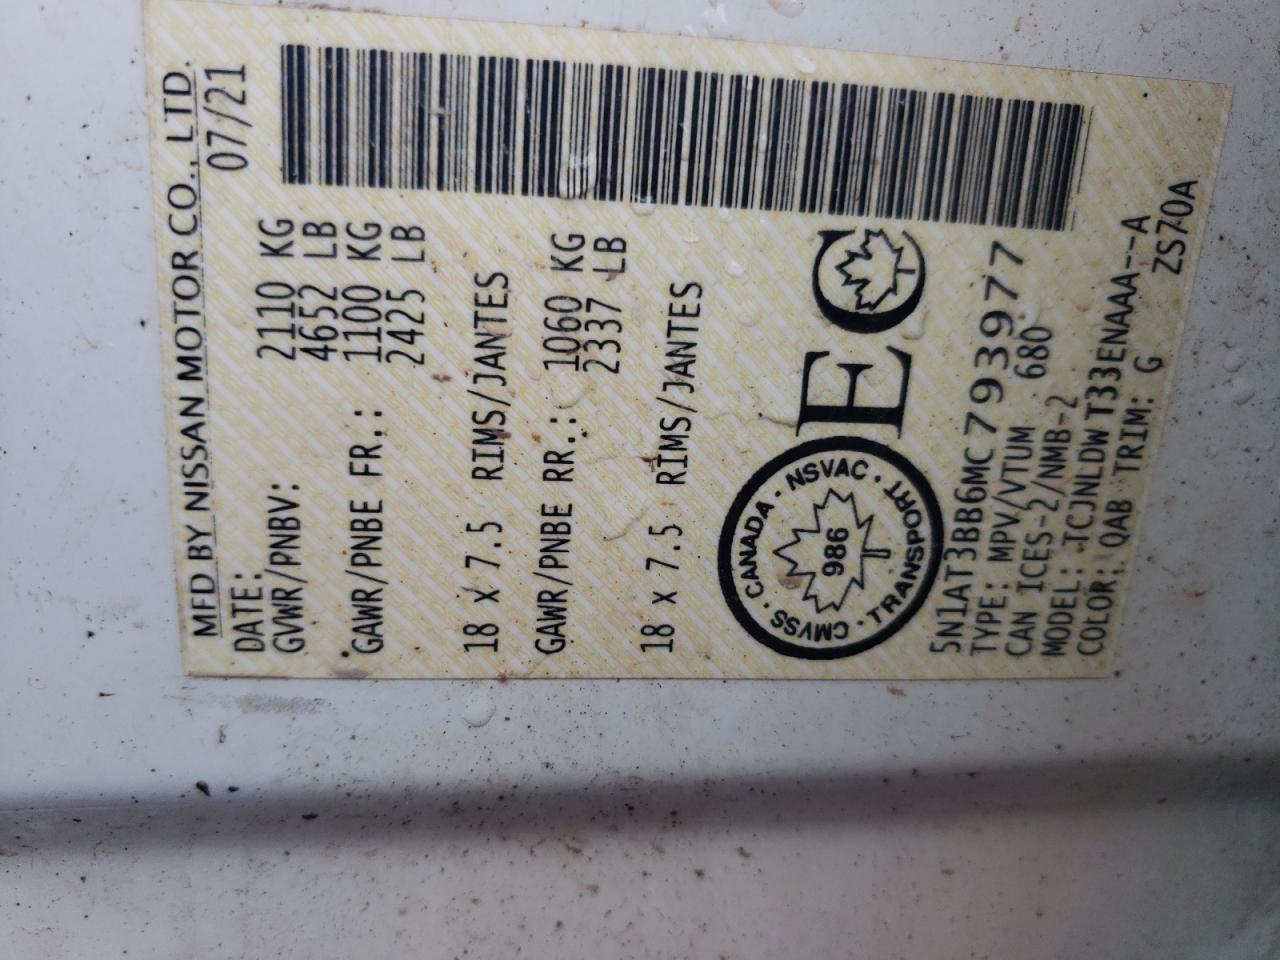 MFD BY NISSAN MOTOR CO., LTD.
DATE: 07/21
GVWR/PNBV: 2110 KG
4652 LB
GAWR/PNBE FR.: 1100 KG
2425 LB
18 x 7.5 RIMS/JANTES
GAWR/PNBE RR.: 1060 KG
2337 LB
18 x 7.5 RIMS/JANTES
CANADA · NSVAC · TRANSPORT · CMVSS ·
986
E C
5N1AT3BB6MC793977
TYPE: MPV/VTUM 680
CAN ICES-2/NMB-2
MODEL: TCJNLDWT33ENAAA--A
COLOR: QAB TRIM: G ZS70A